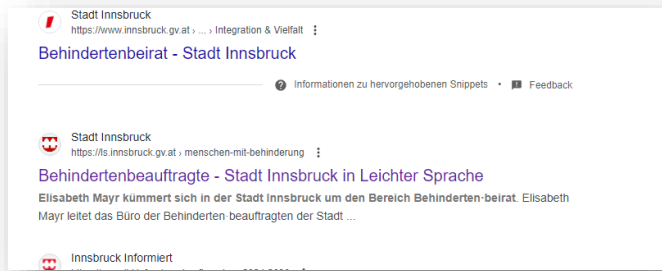 Stadt Innsbruck
https://www.innsbruck.gv.at › ... › Integration & Vielfalt
Behindertenbeirat - Stadt Innsbruck
Informationen zu hervorgehobenen Snippets • Feedback
Stadt Innsbruck
https://ls.innsbruck.gv.at › menschen-mit-behinderung
Behindertenbeauftragte - Stadt Innsbruck in Leichter Sprache
Elisabeth Mayr kümmert sich in der Stadt Innsbruck um den Bereich Behinderten·beirat. Elisabeth
Mayr leitet das Büro der Behinderten·beauftragten der Stadt ...
Innsbruck Informiert